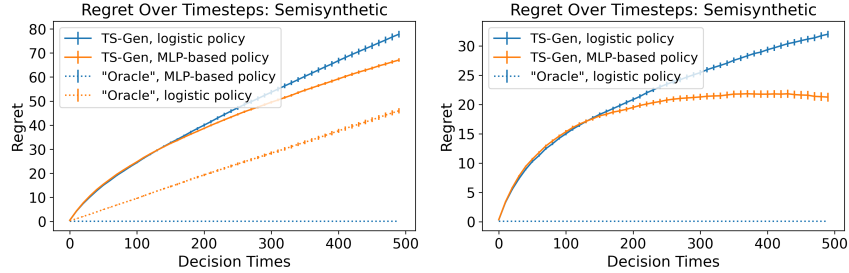 Regret Over Timesteps: Semisynthetic
80
70
60
50
40
30
20
10
0
Regret
TS-Gen, logistic policy
TS-Gen, MLP-based policy
"Oracle", MLP-based policy
"Oracle", logistic policy
0 100 200 300 400 500
Decision Times
Regret Over Timesteps: Semisynthetic
30
25
20
15
10
5
0
Regret
TS-Gen, logistic policy
TS-Gen, MLP-based policy
"Oracle", logistic policy
0 100 200 300 400 500
Decision Times